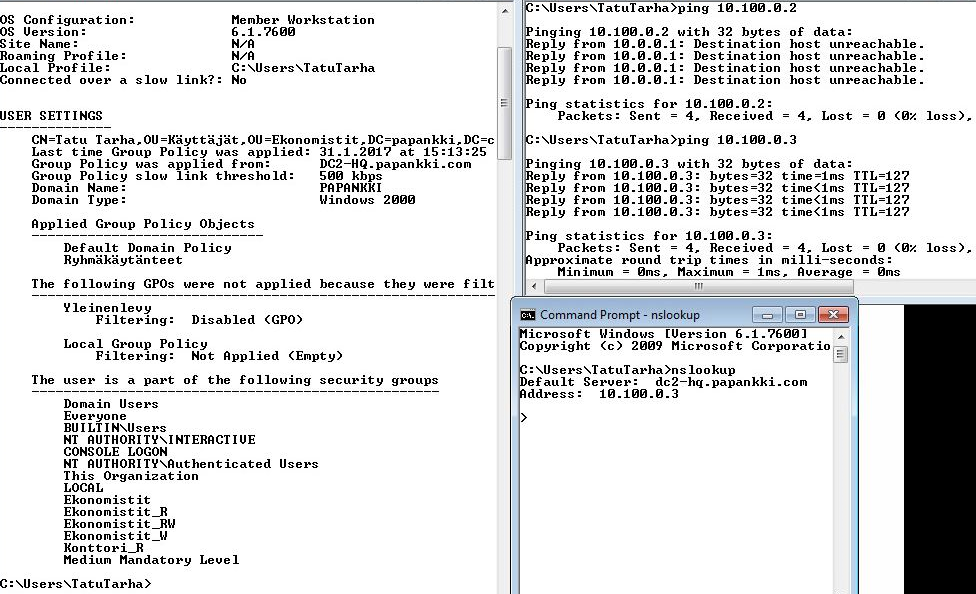 OS Configuration:            Member Workstation
OS Version:                  6.1.7600
Site Name:                   N/A
Roaming Profile:             N/A
Local Profile:               C:\Users\TatuTarha
Connected over a slow link?: No
USER SETTINGS
--------------
CN=Tatu Tarha,OU=Käyttäjät,OU=Ekonomistit,DC=papankki,DC=c
Last time Group Policy was applied: 31.1.2017 at 15:13:25
Group Policy was applied from:      DC2-HQ.papankki.com
Group Policy slow link threshold:   500 kbps
Domain Name:                        PAPANKKI
Domain Type:                        Windows 2000
Applied Group Policy Objects
-----------------------------
Default Domain Policy
Ryhmäkäytänteet
The following GPOs were not applied because they were filt
----------------------------------------------------------
Yleinenlevy
Filtering:  Disabled (GPO)
Local Group Policy
Filtering:  Not Applied (Empty)
The user is a part of the following security groups
---------------------------------------------------
Domain Users
Everyone
BUILTIN\Users
NT AUTHORITY\INTERACTIVE
CONSOLE LOGON
NT AUTHORITY\Authenticated Users
This Organization
LOCAL
Ekonomistit
Ekonomistit_R
Ekonomistit_RW
Ekonomistit_W
Konttori_R
Medium Mandatory Level
C:\Users\TatuTarha>
C:\Users\TatuTarha>ping 10.100.0.2
Pinging 10.100.0.2 with 32 bytes of data:
Reply from 10.0.0.1: Destination host unreachable.
Reply from 10.0.0.1: Destination host unreachable.
Reply from 10.0.0.1: Destination host unreachable.
Reply from 10.0.0.1: Destination host unreachable.
Ping statistics for 10.100.0.2:
Packets: Sent = 4, Received = 4, Lost = 0 (0% loss),
C:\Users\TatuTarha>ping 10.100.0.3
Pinging 10.100.0.3 with 32 bytes of data:
Reply from 10.100.0.3: bytes=32 time=1ms TTL=127
Reply from 10.100.0.3: bytes=32 time<1ms TTL=127
Reply from 10.100.0.3: bytes=32 time<1ms TTL=127
Reply from 10.100.0.3: bytes=32 time<1ms TTL=127
Ping statistics for 10.100.0.3:
Packets: Sent = 4, Received = 4, Lost = 0 (0% loss),
Approximate round trip times in milli-seconds:
Minimum = 0ms, Maximum = 1ms, Average = 0ms
Command Prompt - nslookup
Microsoft Windows [Version 6.1.7600]
Copyright (c) 2009 Microsoft Corporatio
C:\Users\TatuTarha>nslookup
Default Server:  dc2-hq.papankki.com
Address:  10.100.0.3
>